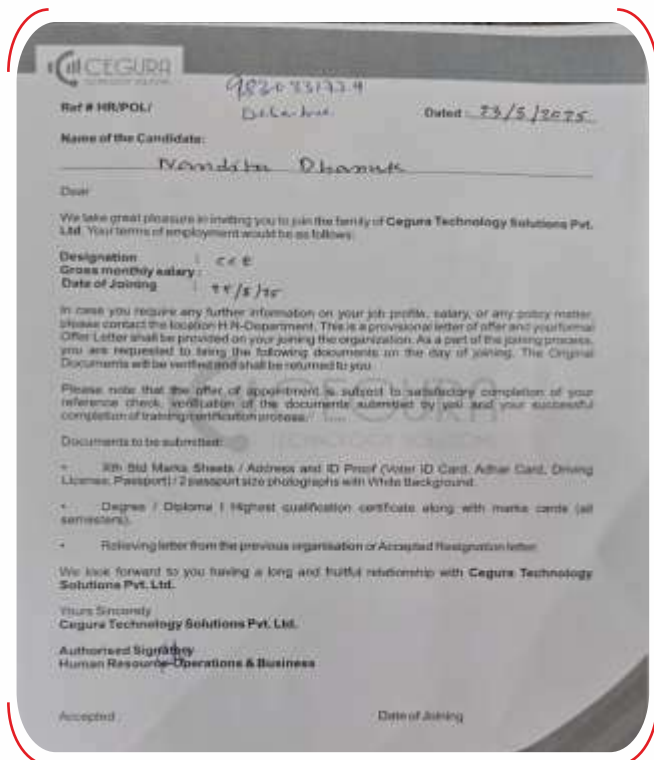 CEGURA
TECHNOLOGY SOLUTIONS
Ref # HR/POL/
Dated : 23/5/2025
Name of the Candidate:
Nandita Dhanuk
Dear
We take great pleasure in inviting you to join the family of Cegura Technology Solutions Pvt.
Ltd. Your terms of employment would be as follows:
Designation : CCE
Gross monthly salary :
Date of Joining :
In case you require any further information on your job profile, salary, or any policy matter,
please contact the location H.R-Department. This is a provisional letter of offer and your formal
Offer Letter shall be provided on your joining the organization. As a part of the joining process,
you are requested to bring the following documents on the day of joining. The Original
Documents will be verified and shall be returned to you.
Please note that the offer of appointment is subject to satisfactory completion of your
reference check, verification of the documents submitted by you and your successful
completion of training/certification process.
CEGURA
TECHNOLOGY SOLUTIONS
Documents to be submitted:
• Xth Std Marks Sheets / Address and ID Proof (Voter ID Card, Adhar Card, Driving
License, Passport) / 2 passport size photographs with White Background.
• Degree / Diploma / Highest qualification certificate along with marks cards (all
semesters).
• Relieving letter from the previous organisation or Accepted Resignation letter
We look forward to you having a long and fruitful relationship with Cegura Technology
Solutions Pvt. Ltd.
Yours Sincerely
Cegura Technology Solutions Pvt. Ltd.
Authorised Signatory
Human Resource-Operations & Business
Accepted
Date of Joining